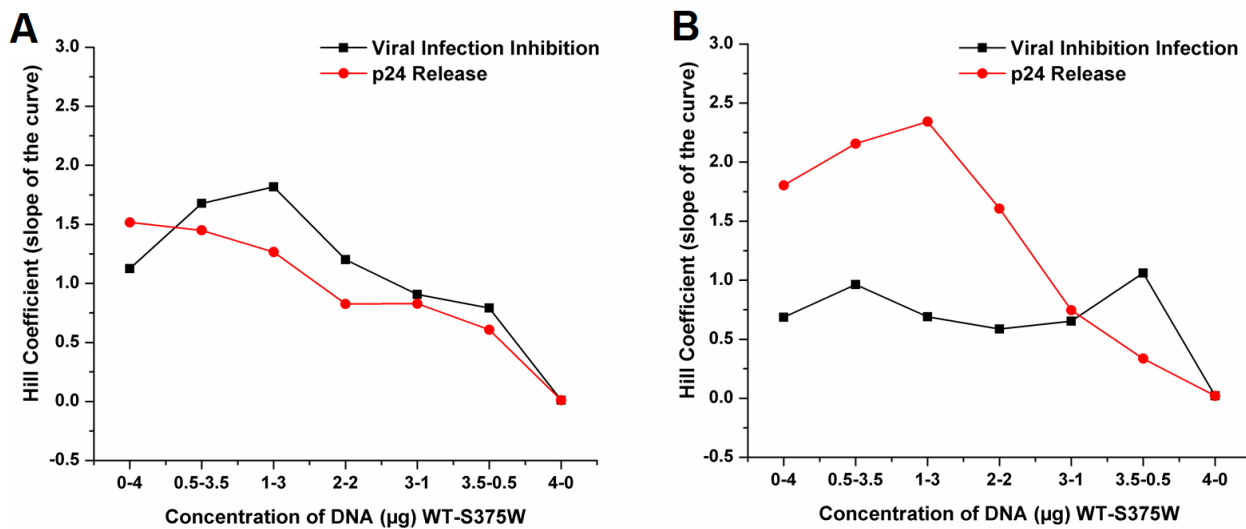 A
Viral Infection Inhibition
p24 Release
Hill Coefficient (slope of the curve)
3.0
2.5
2.0
1.5
1.0
0.5
0.0
-0.5
0-4 0.5-3.5 1-3 2-2 3-1 3.5-0.5 4-0
Concentration of DNA (µg) WT-S375W
B
Viral Inhibition Infection
p24 Release
Hill Coefficient (slope of the curve)
3.0
2.5
2.0
1.5
1.0
0.5
0.0
-0.5
0-4 0.5-3.5 1-3 2-2 3-1 3.5-0.5 4-0
Concentration of DNA (µg) WT-S375W